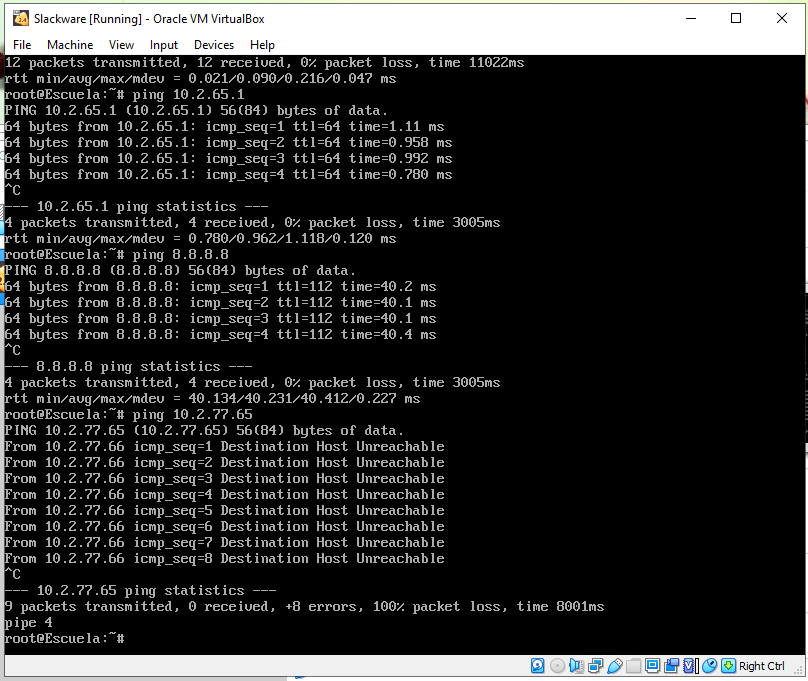 Slackware [Running] - Oracle VM VirtualBox
File Machine View Input Devices Help
12 packets transmitted, 12 received, 0% packet loss, time 11022ms
rtt min/avg/max/mdev = 0.021/0.090/0.216/0.047 ms
root@Escuela:~# ping 10.2.65.1
PING 10.2.65.1 (10.2.65.1) 56(84) bytes of data.
64 bytes from 10.2.65.1: icmp_seq=1 ttl=64 time=1.11 ms
64 bytes from 10.2.65.1: icmp_seq=2 ttl=64 time=0.958 ms
64 bytes from 10.2.65.1: icmp_seq=3 ttl=64 time=0.992 ms
64 bytes from 10.2.65.1: icmp_seq=4 ttl=64 time=0.780 ms
^C
--- 10.2.65.1 ping statistics ---
4 packets transmitted, 4 received, 0% packet loss, time 3005ms
rtt min/avg/max/mdev = 0.780/0.962/1.118/0.120 ms
root@Escuela:~# ping 8.8.8.8
PING 8.8.8.8 (8.8.8.8) 56(84) bytes of data.
64 bytes from 8.8.8.8: icmp_seq=1 ttl=112 time=40.2 ms
64 bytes from 8.8.8.8: icmp_seq=2 ttl=112 time=40.1 ms
64 bytes from 8.8.8.8: icmp_seq=3 ttl=112 time=40.1 ms
64 bytes from 8.8.8.8: icmp_seq=4 ttl=112 time=40.4 ms
^C
--- 8.8.8.8 ping statistics ---
4 packets transmitted, 4 received, 0% packet loss, time 3005ms
rtt min/avg/max/mdev = 40.134/40.231/40.412/0.227 ms
root@Escuela:~# ping 10.2.77.65
PING 10.2.77.65 (10.2.77.65) 56(84) bytes of data.
From 10.2.77.66 icmp_seq=1 Destination Host Unreachable
From 10.2.77.66 icmp_seq=2 Destination Host Unreachable
From 10.2.77.66 icmp_seq=3 Destination Host Unreachable
From 10.2.77.66 icmp_seq=4 Destination Host Unreachable
From 10.2.77.66 icmp_seq=5 Destination Host Unreachable
From 10.2.77.66 icmp_seq=6 Destination Host Unreachable
From 10.2.77.66 icmp_seq=7 Destination Host Unreachable
From 10.2.77.66 icmp_seq=8 Destination Host Unreachable
^C
--- 10.2.77.65 ping statistics ---
9 packets transmitted, 0 received, +8 errors, 100% packet loss, time 8001ms
pipe 4
root@Escuela:~#
Right Ctrl